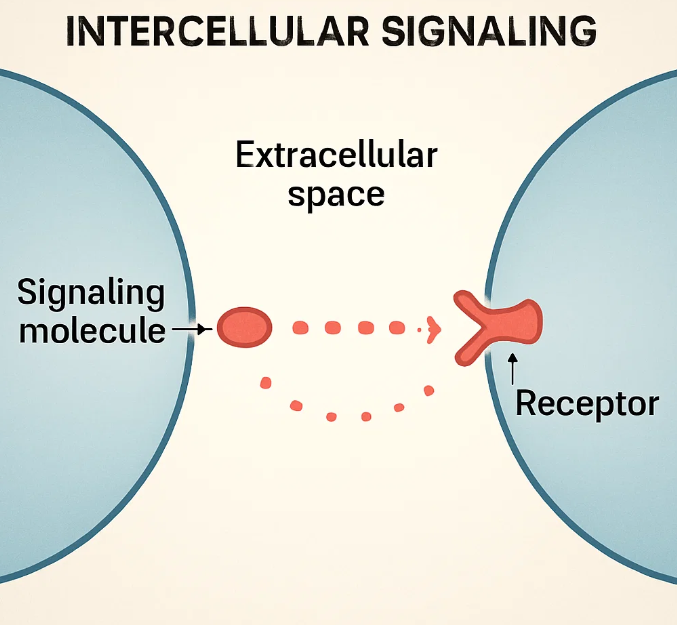 INTERCELLULAR SIGNALING
Extracellular
space
Signaling
molecule
Receptor